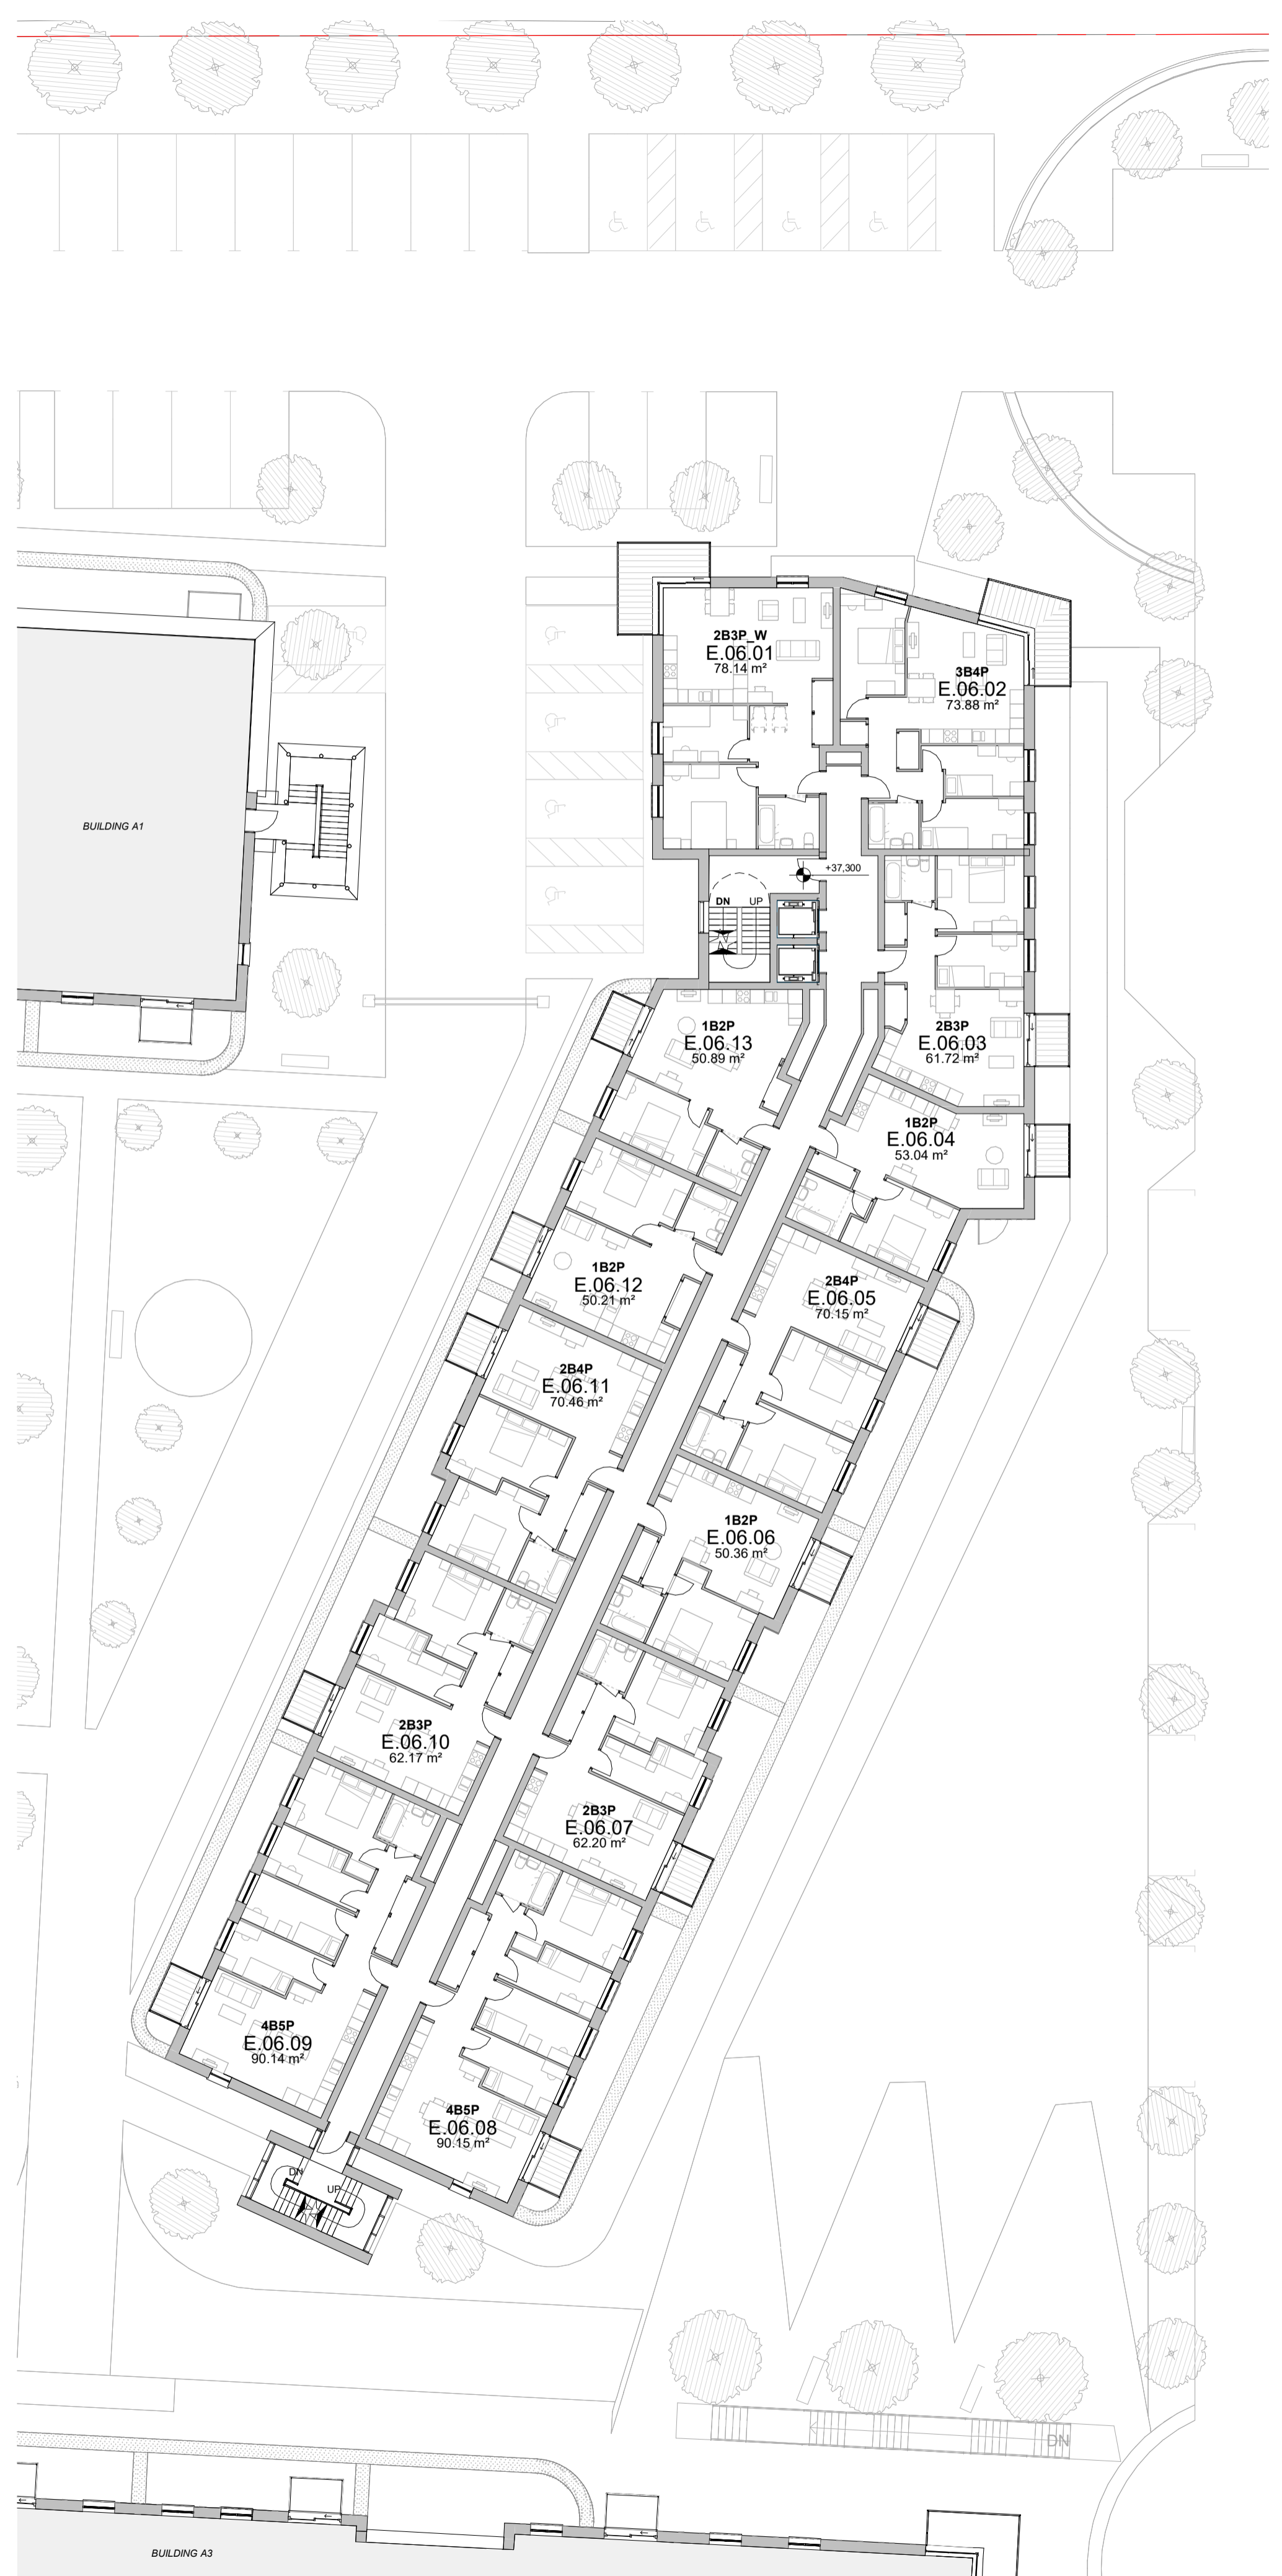 2B3P_W
E.06.01
78.14 m²
3B4P
E.06.02
73.88 m²
BUILDING A1
+37,300
DN
UP
1B2P
E.06.13
50.89 m²
2B3P
E.06.03
61.72 m²
1B2P
E.06.04
53.04 m²
1B2P
E.06.12
50.21 m²
2B4P
E.06.05
70.15 m²
2B4P
E.06.11
70.46 m²
1B2P
E.06.06
50.36 m²
2B3P
E.06.10
62.17 m²
2B3P
E.06.07
62.20 m²
4B5P
E.06.09
90.14 m²
4B5P
E.06.08
90.15 m²
DN
UP
DN
BUILDING A3